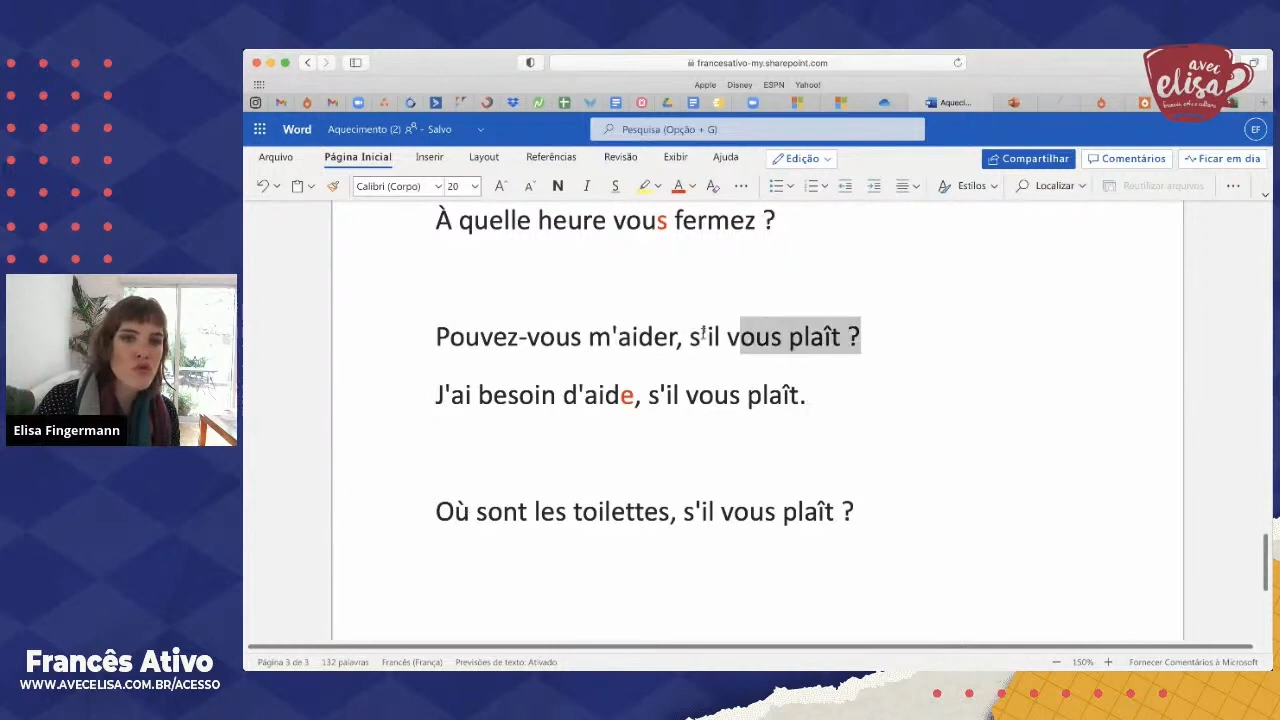 francesativo-my.sharepoint.com
avec
elisa
Apple Disney ESPN Yahoo!
Aqueci...
Word Aquecimento (2) - Salvo
Pesquisa (Opção + G)
EF
Arquivo Página Inicial Inserir Layout Referências Revisão Exibir Ajuda Edição Compartilhar Comentários Ficar em dia
Calibri (Corpo) 20 N I S A Estilos Localizar Reutilizar arquivos
À quelle heure vous fermez ?
Pouvez-vous m'aider, s'il vous plaît ?
J'ai besoin d'aide, s'il vous plaît.
Où sont les toilettes, s'il vous plaît ?
Elisa Fingermann
Francês Ativo
WWW.AVECELISA.COM.BR/ACESSO
Página 3 de 3 132 palavras Francês (França) Previsões de texto: Ativado 150% Fornecer Comentários à Microsoft